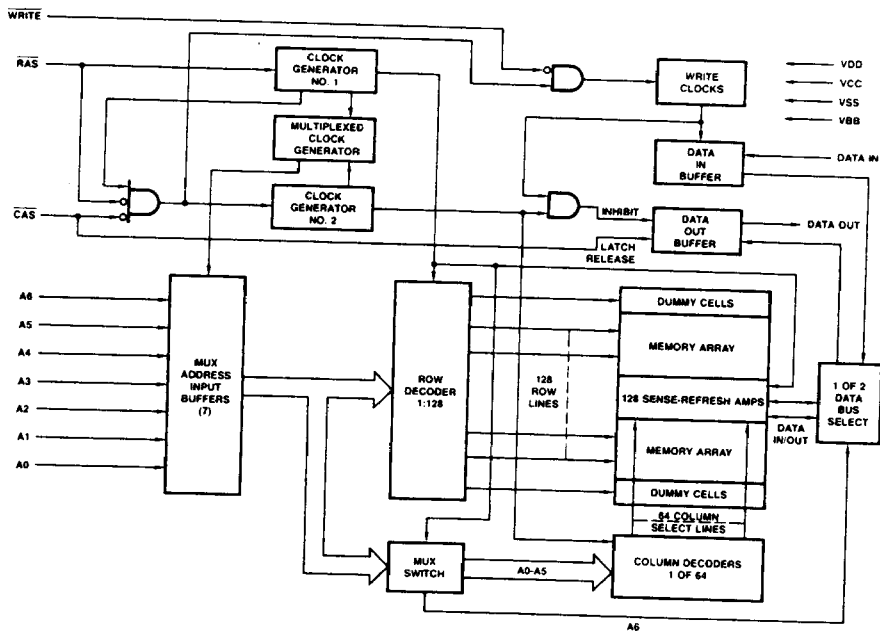 WRITE
RAS
CAS
CLOCK
GENERATOR
NO. 1
MULTIPLEXED
CLOCK
GENERATOR
CLOCK
GENERATOR
NO. 2
WRITE
CLOCKS
VDD
VCC
VSS
VBB
DATA
IN
BUFFER
DATA IN
INHIBIT
DATA
OUT
BUFFER
DATA OUT
LATCH
RELEASE
A6
A5
A4
A3
A2
A1
A0
MUX
ADDRESS
INPUT
BUFFERS
(7)
ROW
DECODER
1:128
128
ROW
LINES
DUMMY CELLS
MEMORY ARRAY
128 SENSE-REFRESH AMPS
MEMORY ARRAY
DUMMY CELLS
DATA
IN/OUT
1 OF 2
DATA
BUS
SELECT
64 COLUMN
SELECT LINES
MUX
SWITCH
A0-A5
COLUMN DECODERS
1 OF 64
A6